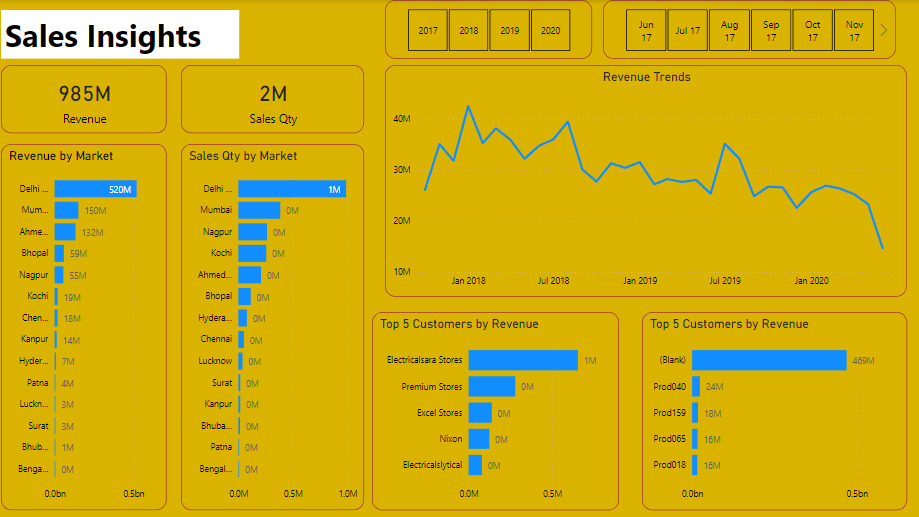 Sales Insights
2017 2018 2019 2020
Jun 17 Jul 17 Aug 17 Sep 17 Oct 17 Nov 17
985M
Revenue
2M
Sales Qty
Revenue Trends
40M
30M
20M
10M
Jan 2018 Jul 2018 Jan 2019 Jul 2019 Jan 2020
Revenue by Market
Delhi ... 520M
Mum... 150M
Ahme... 132M
Bhopal 59M
Nagpur 55M
Kochi 19M
Chen... 18M
Kanpur 14M
Hyder... 7M
Patna 4M
Luckn... 3M
Surat 3M
Bhub... 1M
Benga... 0M
0.0bn 0.5bn
Sales Qty by Market
Delhi ... 1M
Mumbai 0M
Nagpur 0M
Kochi 0M
Ahmed... 0M
Bhopal 0M
Hydera... 0M
Chennai 0M
Lucknow 0M
Surat 0M
Kanpur 0M
Bhuba... 0M
Patna 0M
Bengal... 0M
0.0M 0.5M 1.0M
Top 5 Customers by Revenue
Electricalsara Stores 1M
Premium Stores 0M
Excel Stores 0M
Nixon 0M
Electricalslytical 0M
0.0M 0.5M
Top 5 Customers by Revenue
(Blank) 469M
Prod040 24M
Prod159 18M
Prod065 16M
Prod018 16M
0.0bn 0.5bn